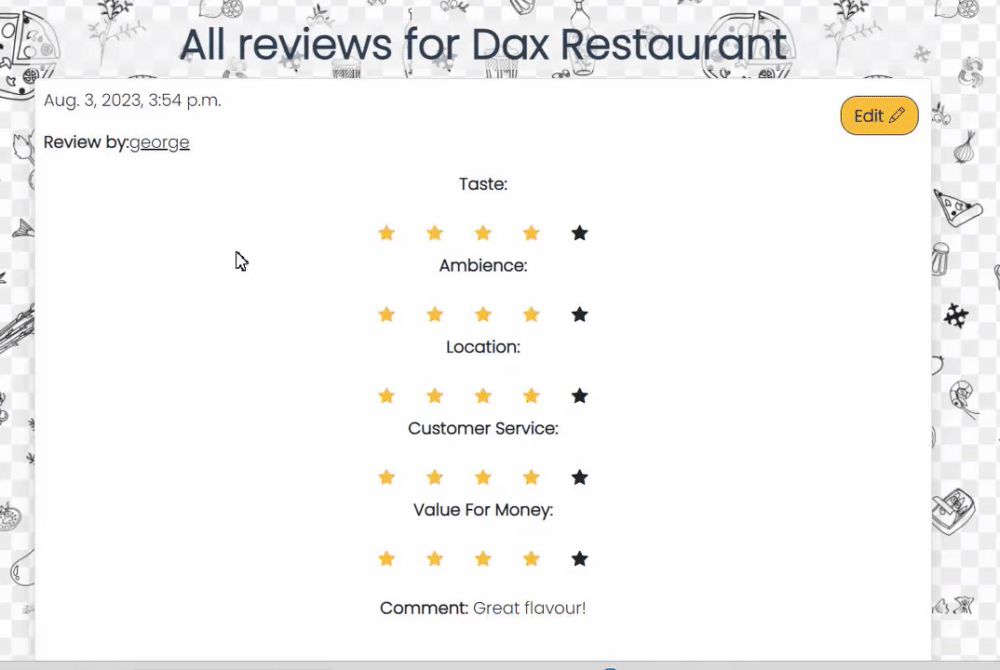 All reviews for Dax Restaurant
Aug. 3, 2023, 3:54 p.m.
Edit
Review by:george
Taste:
Ambience:
Location:
Customer Service:
Value For Money:
Comment: Great flavour!